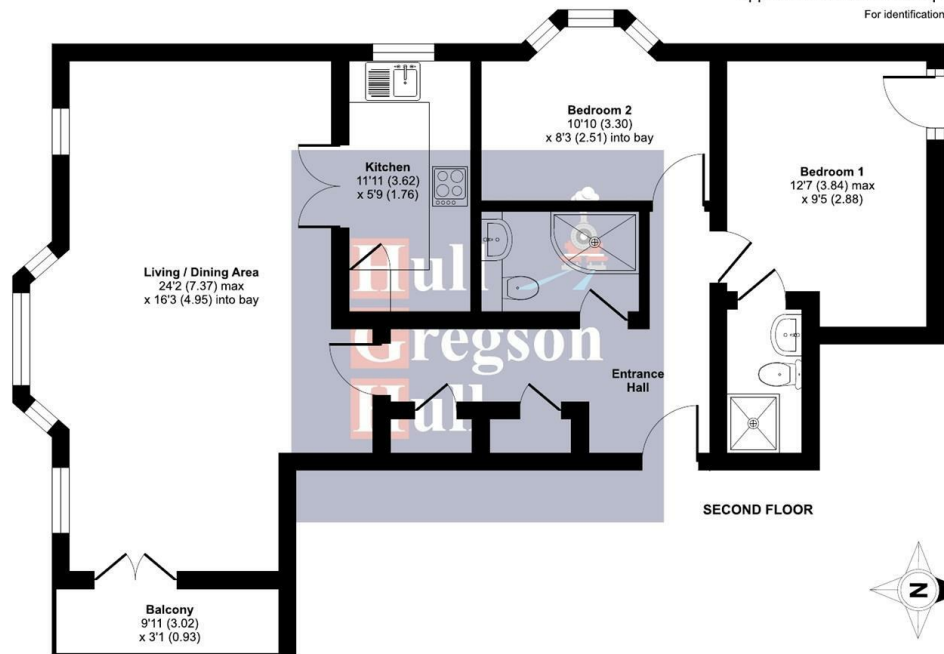 For identification
Bedroom 2
10'10 (3.30)
x 8'3 (2.51) into bay
Kitchen
11'11 (3.62)
x 5'9 (1.76)
Bedroom 1
12'7 (3.84) max
x 9'5 (2.88)
Living / Dining Area
24'2 (7.37) max
x 16'3 (4.95) into bay
Hull
Gregson
Hull
Entrance
Hall
SECOND FLOOR
Balcony
9'11 (3.02)
x 3'1 (0.93)
N